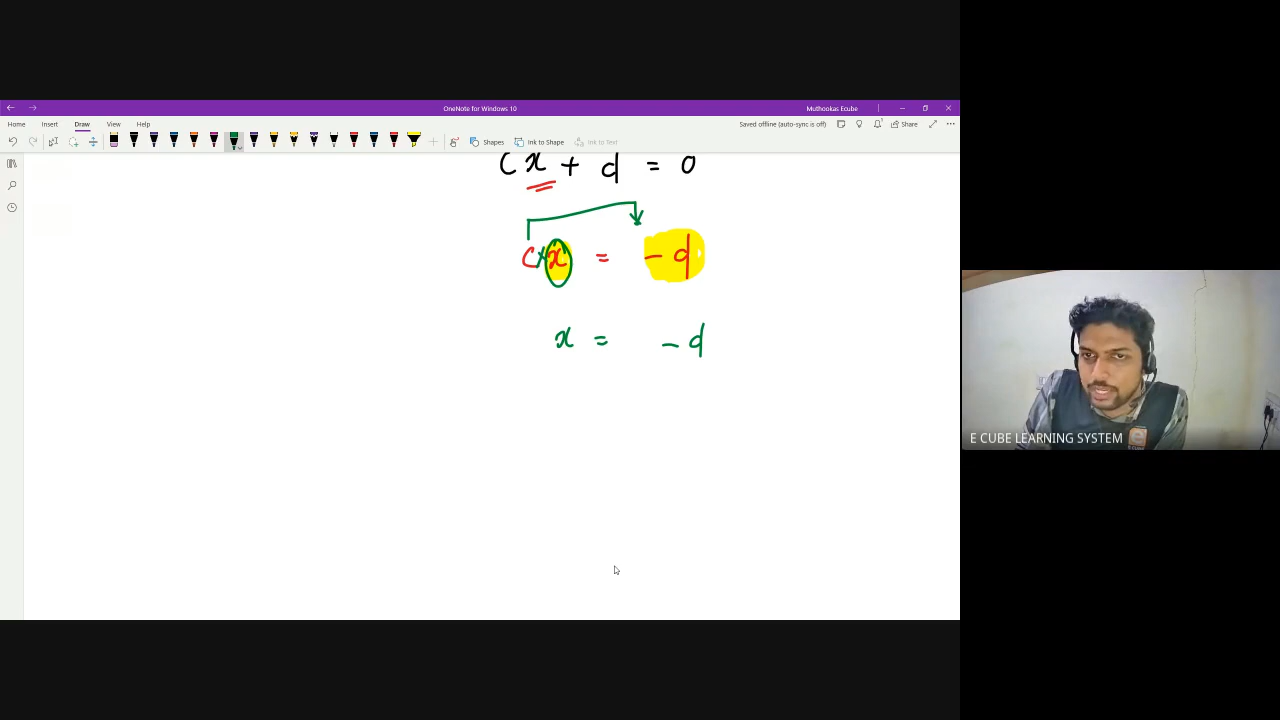 OneNote for Windows 10
Muthookas Ecube
Home Insert Draw View Help
Saved offline (auto-sync is off)
Share
Shapes
Ink to Shape
Ink to Text
Cx + d = 0
C×x = -d
x = -d
E CUBE LEARNING SYSTEM
e